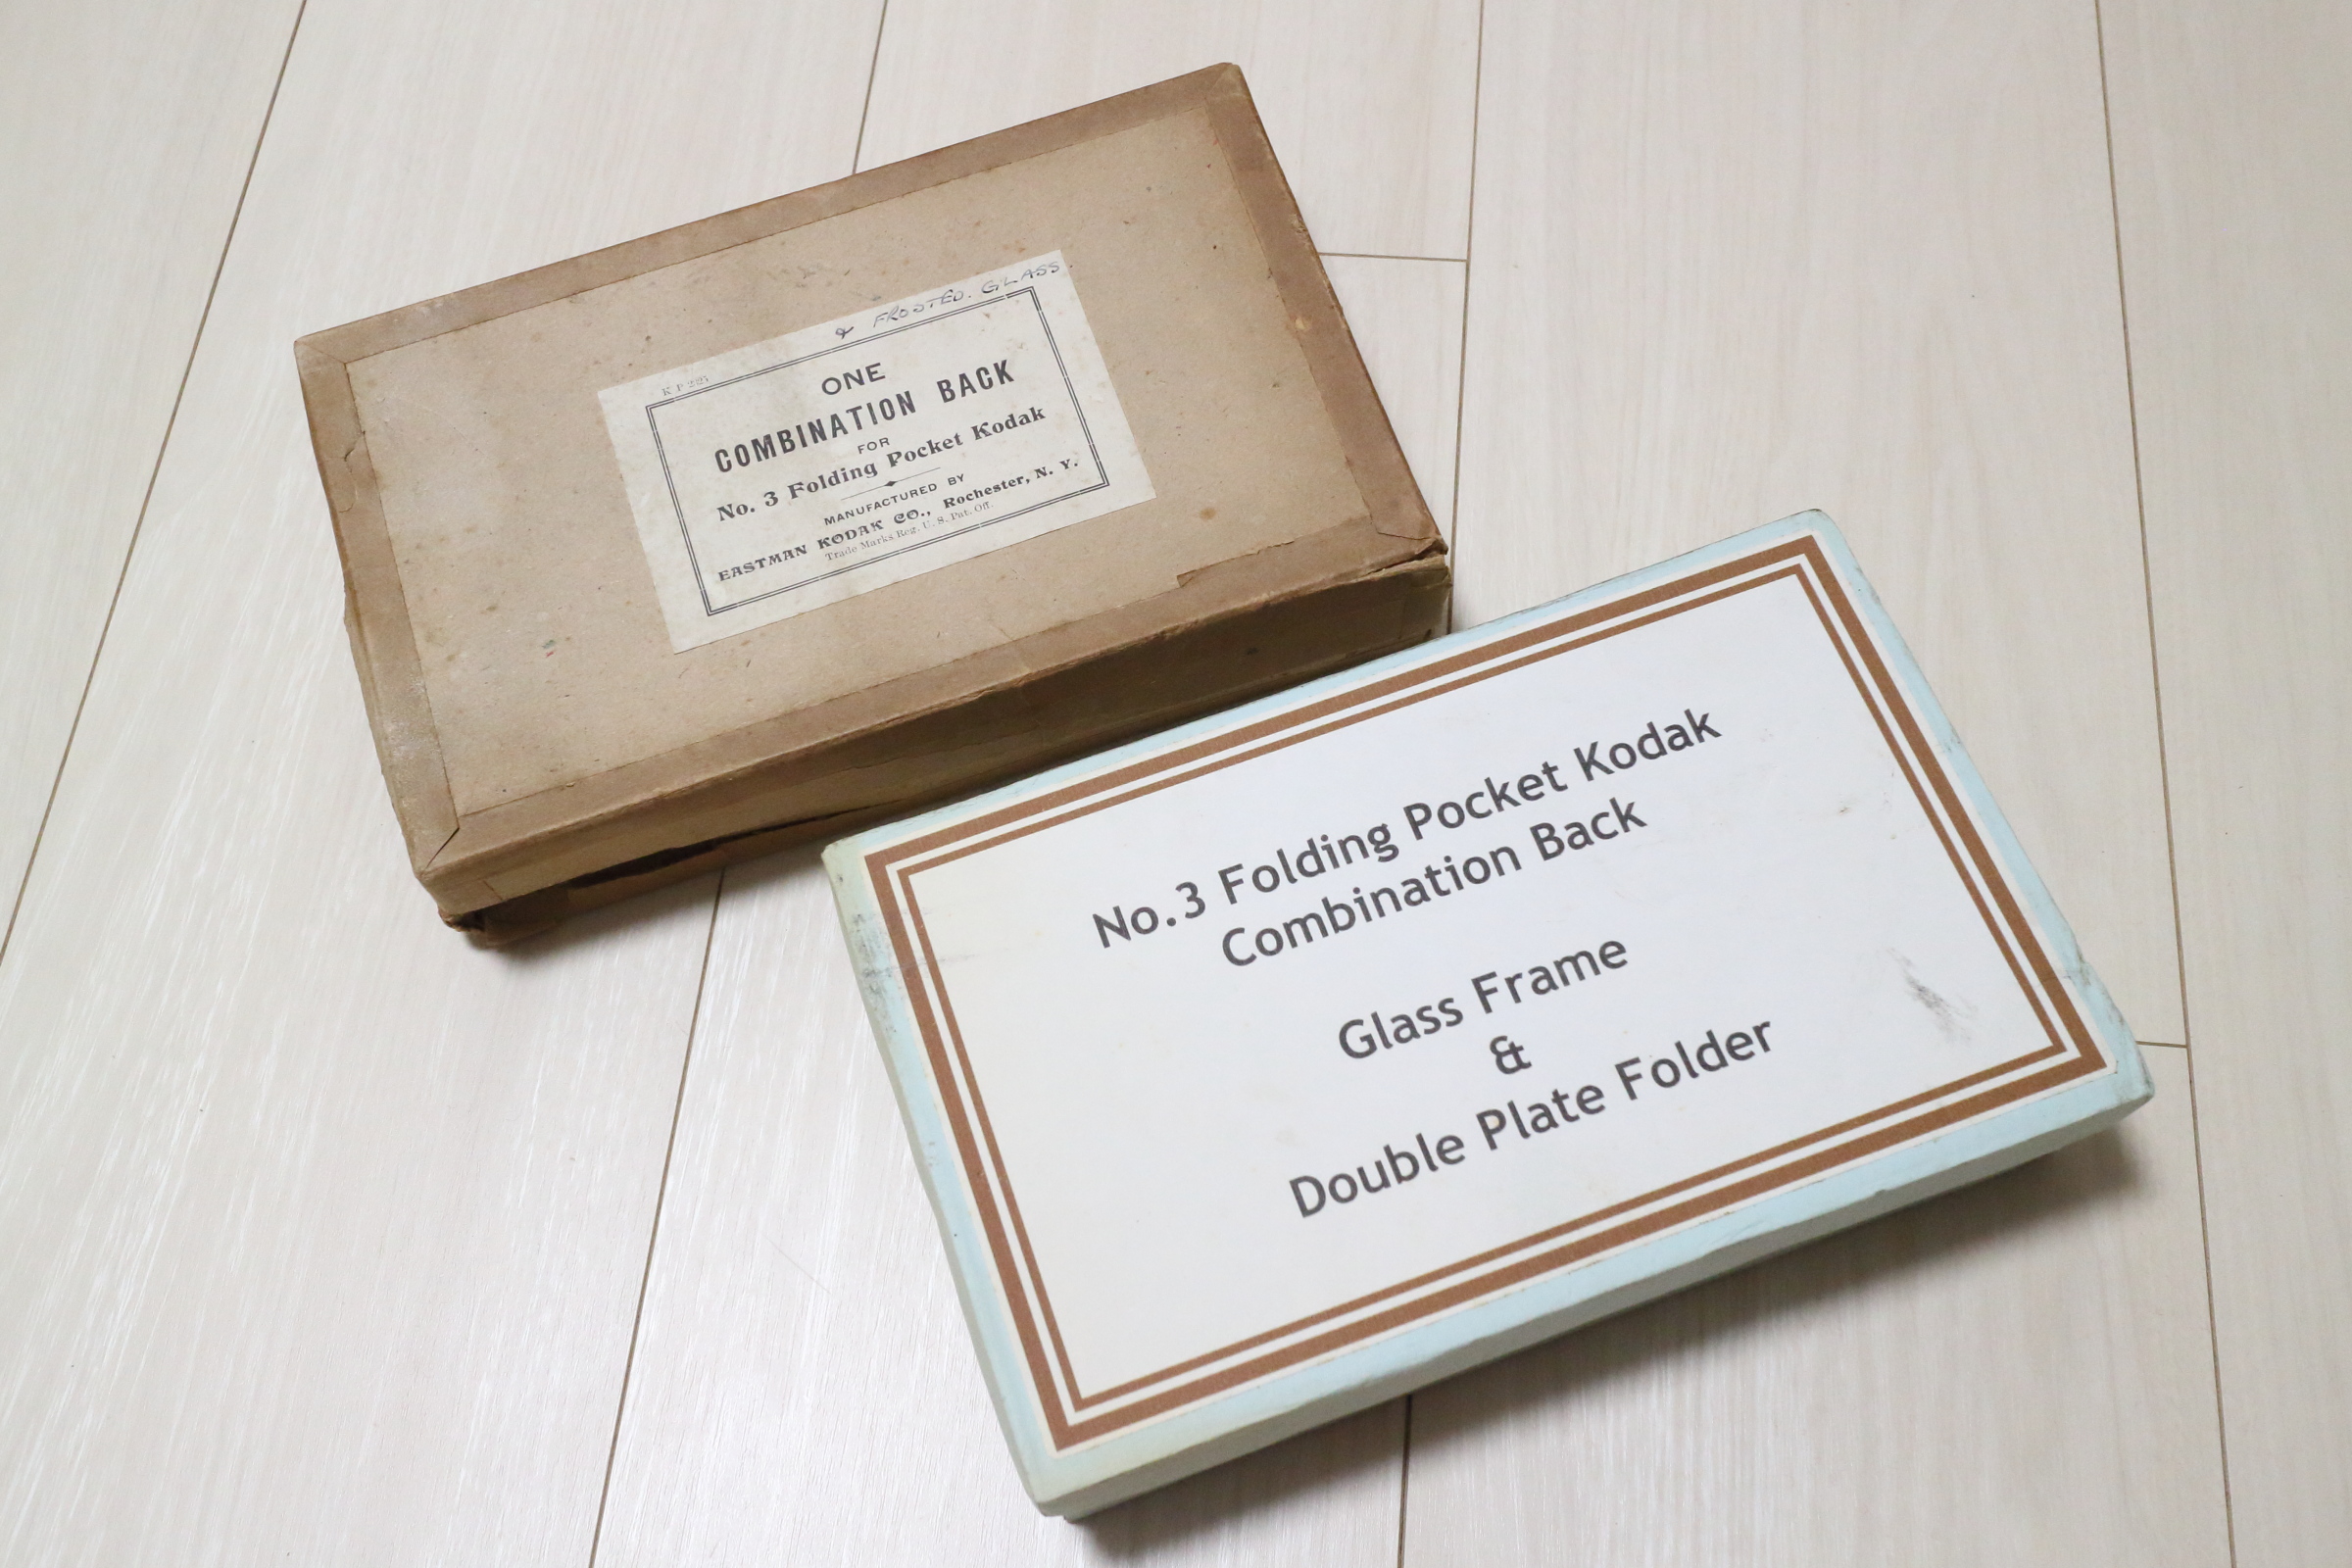 & FROSTED. GLASS.
K P 225
ONE
COMBINATION BACK
FOR
No. 3 Folding Pocket Kodak
MANUFACTURED BY
EASTMAN KODAK CO., Rochester, N. Y.
Trade Marks Reg. U. S. Pat. Off.
No.3 Folding Pocket Kodak
Combination Back
Glass Frame
&
Double Plate Folder